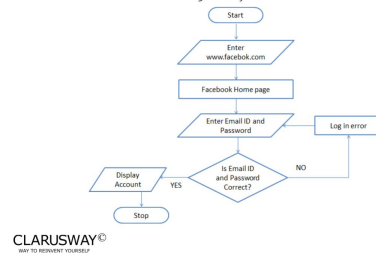 Start
Enter
www.facebok.com
Facebook Home page
Enter Email ID and
Password
Log in error
Is Email ID
and Password
Correct?
NO
YES
Display
Account
Stop
CLARUSWAY©
WAY TO REINVENT YOURSELF